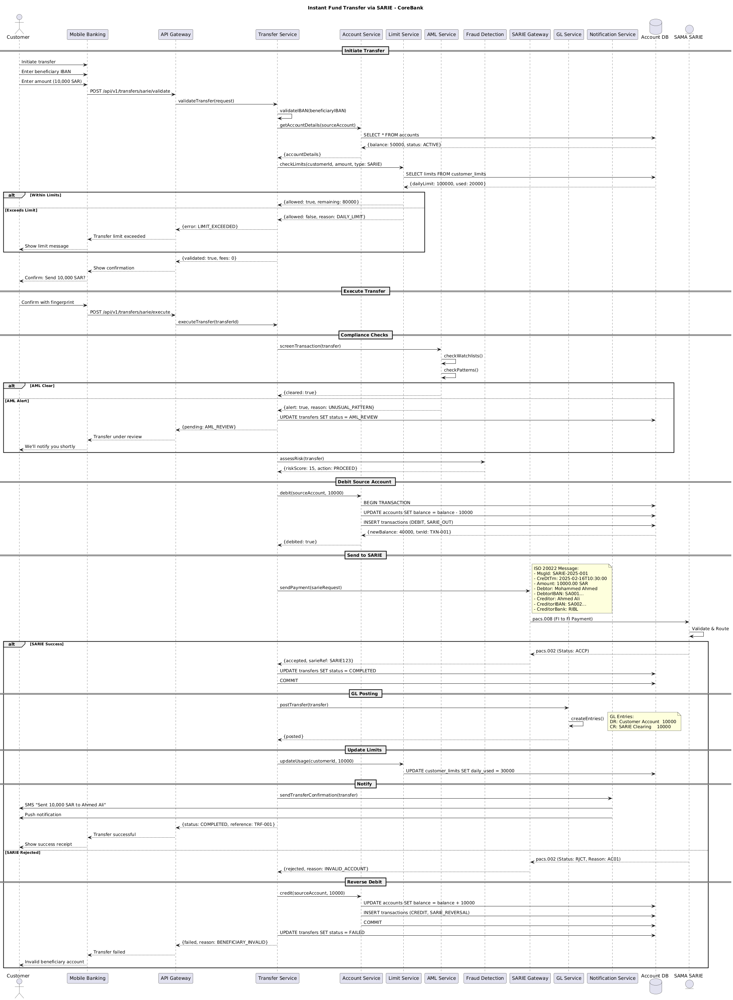 Instant Fund Transfer via SARIE - CoreBank
Customer
Mobile Banking
API Gateway
Transfer Service
Account Service
Limit Service
AML Service
Fraud Detection
SARIE Gateway
GL Service
Notification Service
Account DB
SAMA SARIE
Initiate Transfer
Initiate transfer
Enter beneficiary IBAN
Enter amount (10,000 SAR)
POST /api/v1/transfers/sarie/validate
validateTransfer(request)
validateIBAN(beneficiaryIBAN)
getAccountDetails(sourceAccount)
SELECT * FROM accounts
{balance: 50000, status: ACTIVE}
{accountDetails}
checkLimits(customerId, amount, type: SARIE)
SELECT limits FROM customer_limits
{dailyLimit: 100000, used: 20000}
alt [Within Limits]
{allowed: true, remaining: 80000}
[Exceeds Limit]
{allowed: false, reason: DAILY_LIMIT}
{error: LIMIT_EXCEEDED}
Transfer limit exceeded
Show limit message
{validated: true, fees: 0}
Show confirmation
Confirm: Send 10,000 SAR?
Execute Transfer
Confirm with fingerprint
POST /api/v1/transfers/sarie/execute
executeTransfer(transferId)
Compliance Checks
screenTransaction(transfer)
checkWatchlists()
checkPatterns()
alt [AML Clear]
{cleared: true}
[AML Alert]
{alert: true, reason: UNUSUAL_PATTERN}
UPDATE transfers SET status = AML_REVIEW
{pending: AML_REVIEW}
Transfer under review
We'll notify you shortly
assessRisk(transfer)
{riskScore: 15, action: PROCEED}
Debit Source Account
debit(sourceAccount, 10000)
BEGIN TRANSACTION
UPDATE accounts SET balance = balance - 10000
INSERT transactions (DEBIT, SARIE_OUT)
{newBalance: 40000, txnId: TXN-001}
{debited: true}
Send to SARIE
sendPayment(sarieRequest)
ISO 20022 Message:
- MsgId: SARIE-2025-001
- CreDtTm: 2025-02-16T10:30:00
- Amount: 10000.00 SAR
- Debtor: Mohammed Ahmed
- DebtorIBAN: SA001...
- Creditor: Ahmed Ali
- CreditorIBAN: SA002...
- CreditorBank: RIBL
pacs.008 (FI to FI Payment)
Validate & Route
alt [SARIE Success]
pacs.002 (Status: ACCP)
{accepted, sarieRef: SARIE123}
UPDATE transfers SET status = COMPLETED
COMMIT
GL Posting
postTransfer(transfer)
createEntries()
GL Entries:
DR: Customer Account  10000
CR: SARIE Clearing    10000
{posted}
Update Limits
updateUsage(customerId, 10000)
UPDATE customer_limits SET daily_used = 30000
Notify
sendTransferConfirmation(transfer)
SMS "Sent 10,000 SAR to Ahmed Ali"
Push notification
{status: COMPLETED, reference: TRF-001}
Transfer successful
Show success receipt
[SARIE Rejected]
pacs.002 (Status: RJCT, Reason: AC01)
{rejected, reason: INVALID_ACCOUNT}
Reverse Debit
credit(sourceAccount, 10000)
UPDATE accounts SET balance = balance + 10000
INSERT transactions (CREDIT, SARIE_REVERSAL)
COMMIT
UPDATE transfers SET status = FAILED
{failed, reason: BENEFICIARY_INVALID}
Transfer failed
Invalid beneficiary account
Customer
Mobile Banking
API Gateway
Transfer Service
Account Service
Limit Service
AML Service
Fraud Detection
SARIE Gateway
GL Service
Notification Service
Account DB
SAMA SARIE